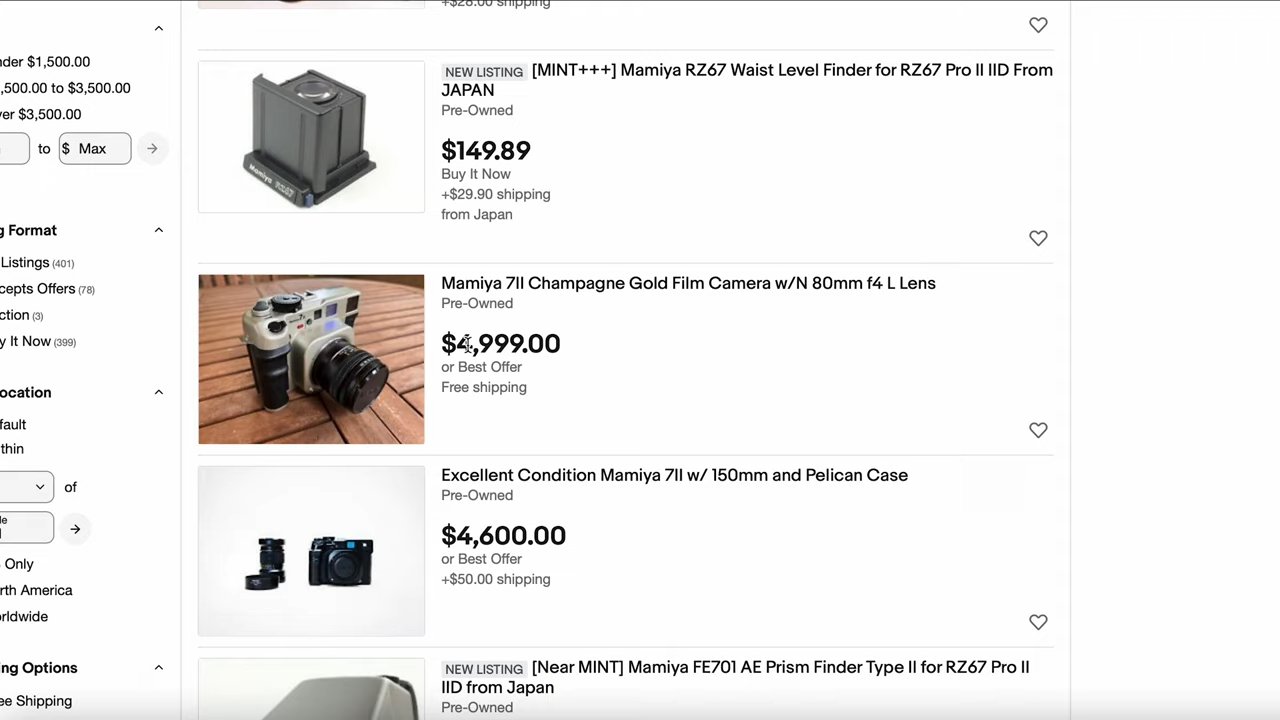 +$28.00 shipping
nder $1,500.00
,500.00 to $3,500.00
er $3,500.00
to $ Max
g Format
Listings (401)
cepts Offers (78)
ction (3)
y It Now (399)
ocation
fault
thin
of
Only
rth America
orldwide
ing Options
ee Shipping
NEW LISTING [MINT+++] Mamiya RZ67 Waist Level Finder for RZ67 Pro II IID From
JAPAN
Pre-Owned
$149.89
Buy It Now
+$29.90 shipping
from Japan
Mamiya RZ67
Mamiya 7II Champagne Gold Film Camera w/N 80mm f4 L Lens
Pre-Owned
$4,999.00
or Best Offer
Free shipping
Excellent Condition Mamiya 7II w/ 150mm and Pelican Case
Pre-Owned
$4,600.00
or Best Offer
+$50.00 shipping
NEW LISTING [Near MINT] Mamiya FE701 AE Prism Finder Type II for RZ67 Pro II
IID from Japan
Pre-Owned